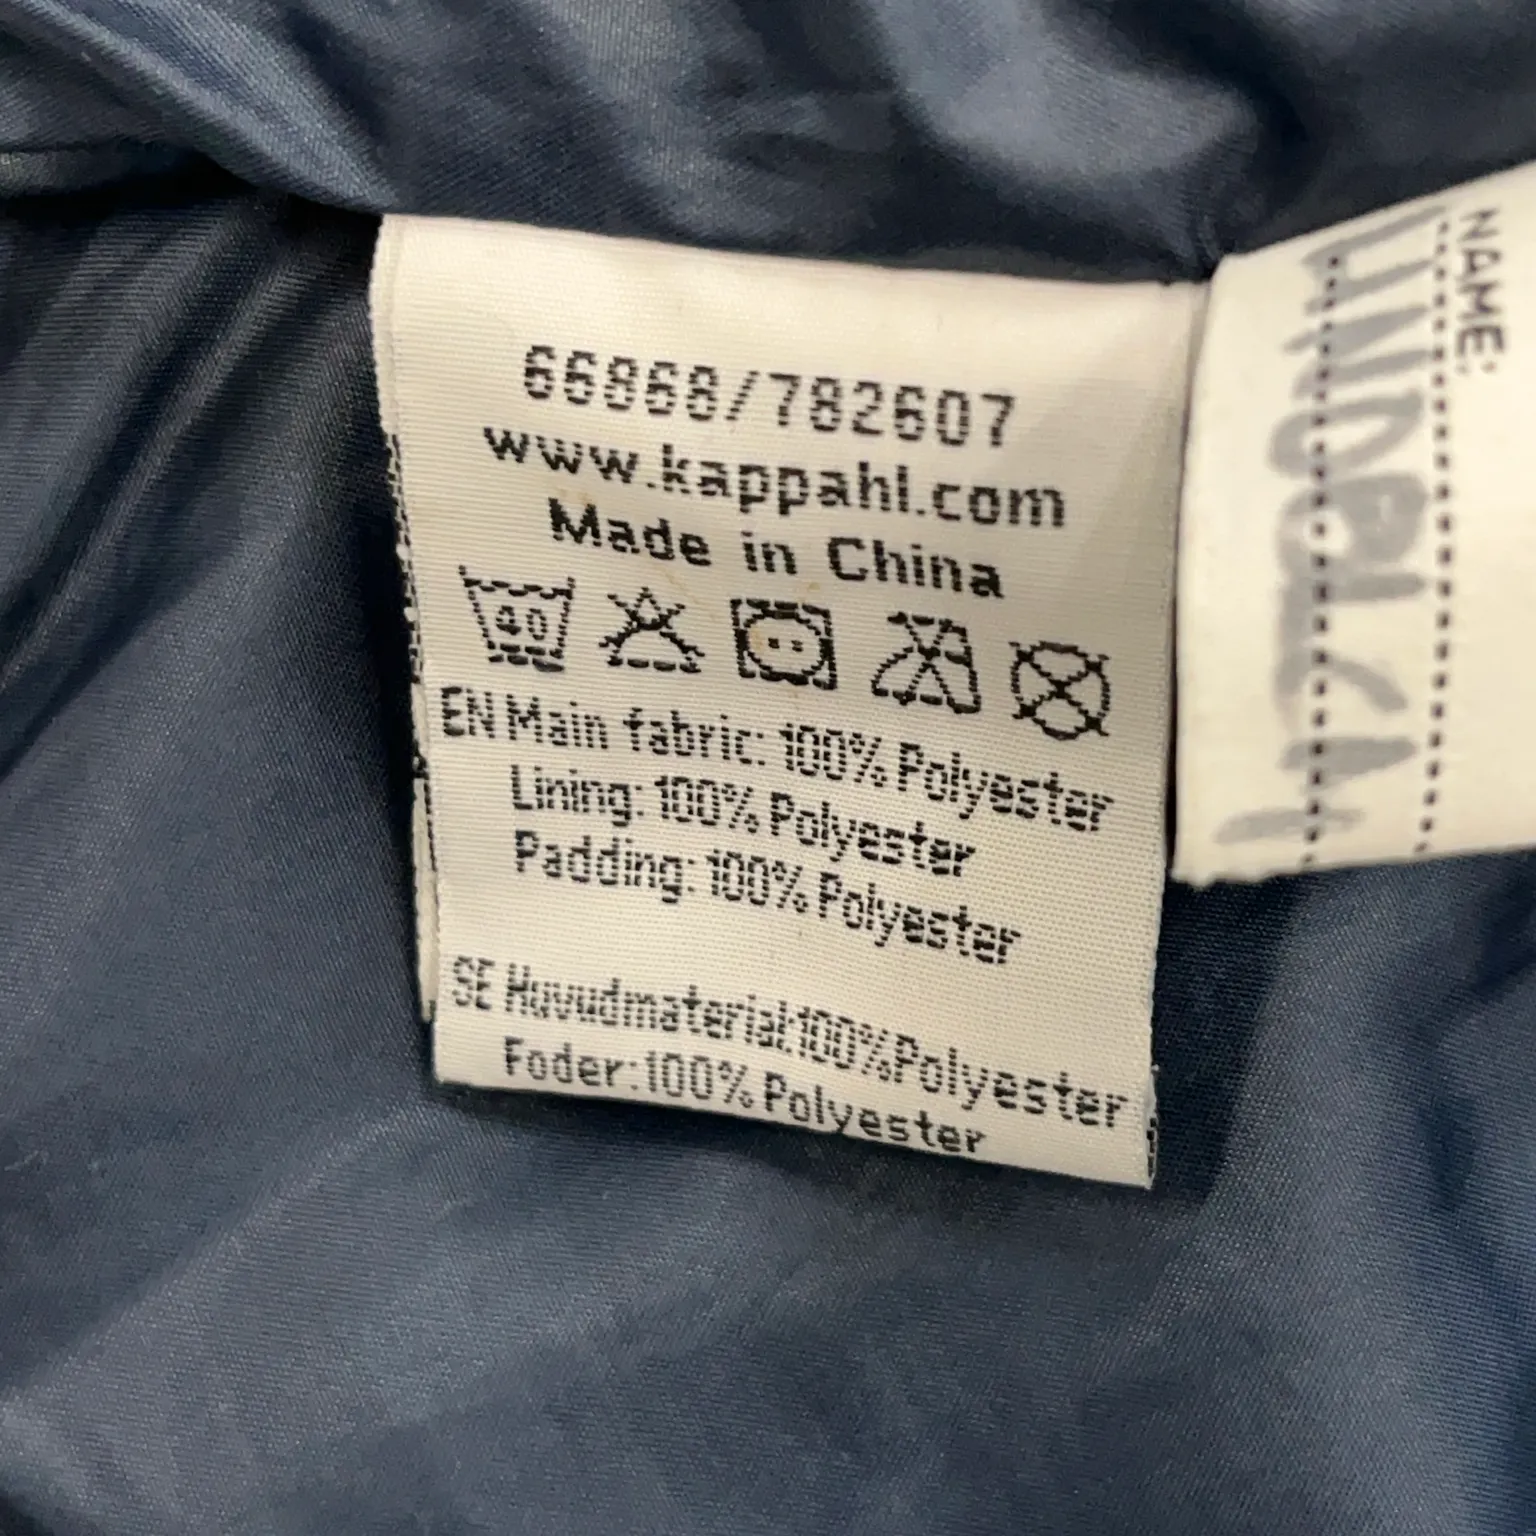 66868/782607
www.kappahl.com
Made in China
40
EN Main fabric: 100% Polyester
Lining: 100% Polyester
Padding: 100% Polyester
SE Huvudmaterial:100%Polyester
Foder:100% Polyester
NAME: